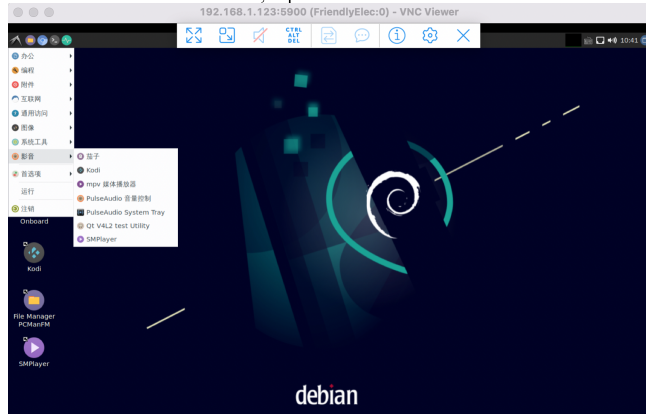 192.168.1.123:5900 (FriendlyElec:0) - VNC Viewer
CTRL
ALT
DEL
10:41
办公
编程
附件
互联网
通用访问
图像
系统工具
影音
首选项
运行
注销
茄子
Kodi
mpv 媒体播放器
PulseAudio 音量控制
PulseAudio System Tray
Qt V4L2 test Utility
SMPlayer
Onboard
Kodi
File Manager
PCManFM
SMPlayer
debian